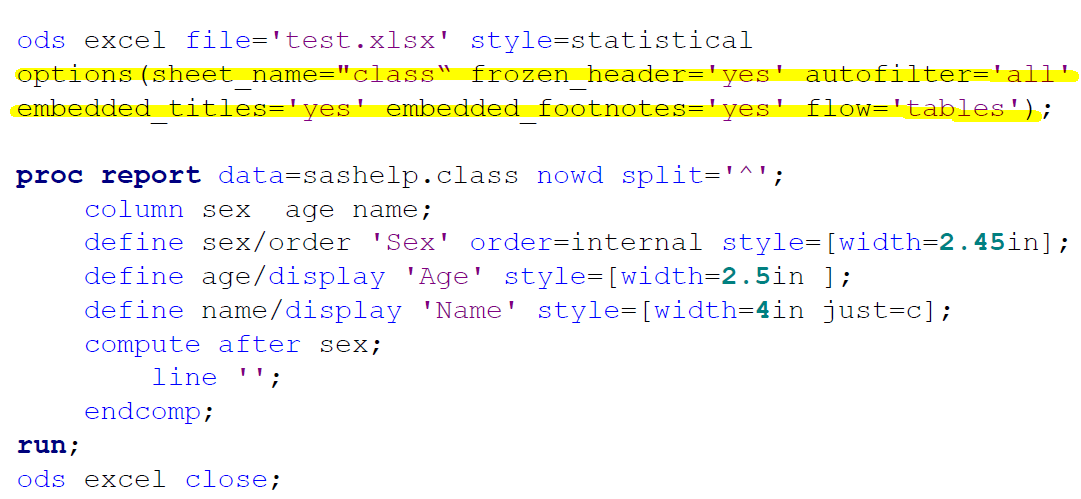 ods excel file='test.xlsx' style=statistical
options(sheet_name="class‟ frozen_header='yes' autofilter='all'
embedded_titles='yes' embedded_footnotes='yes' flow='tables');
proc report data=sashelp.class nowd split='^';
column sex  age name;
define sex/order 'Sex' order=internal style=[width=2.45in];
define age/display 'Age' style=[width=2.5in ];
define name/display 'Name' style=[width=4in just=c];
compute after sex;
line '';
endcomp;
run;
ods excel close;